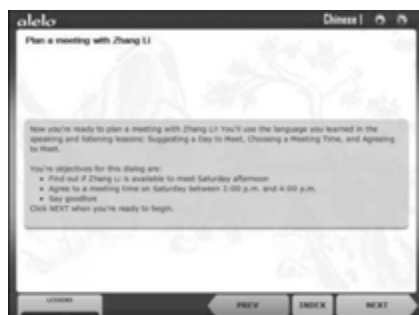 alelo
Chinese I
Plan a meeting with Zhang Li
Now you're ready to plan a meeting with Zhang Li! You'll use the language you learned in the
speaking and listening lessons: Suggesting a Day to Meet, Choosing a Meeting Time, and Agreeing
to Meet.
You're objectives for this dialog are:
• Find out if Zhang Li is available to meet Saturday afternoon
• Agree to a meeting time on Saturday between 2:00 p.m. and 4:00 p.m.
• Say goodbye
Click NEXT when you're ready to begin.
LESSONS
PREV
INDEX
NEXT